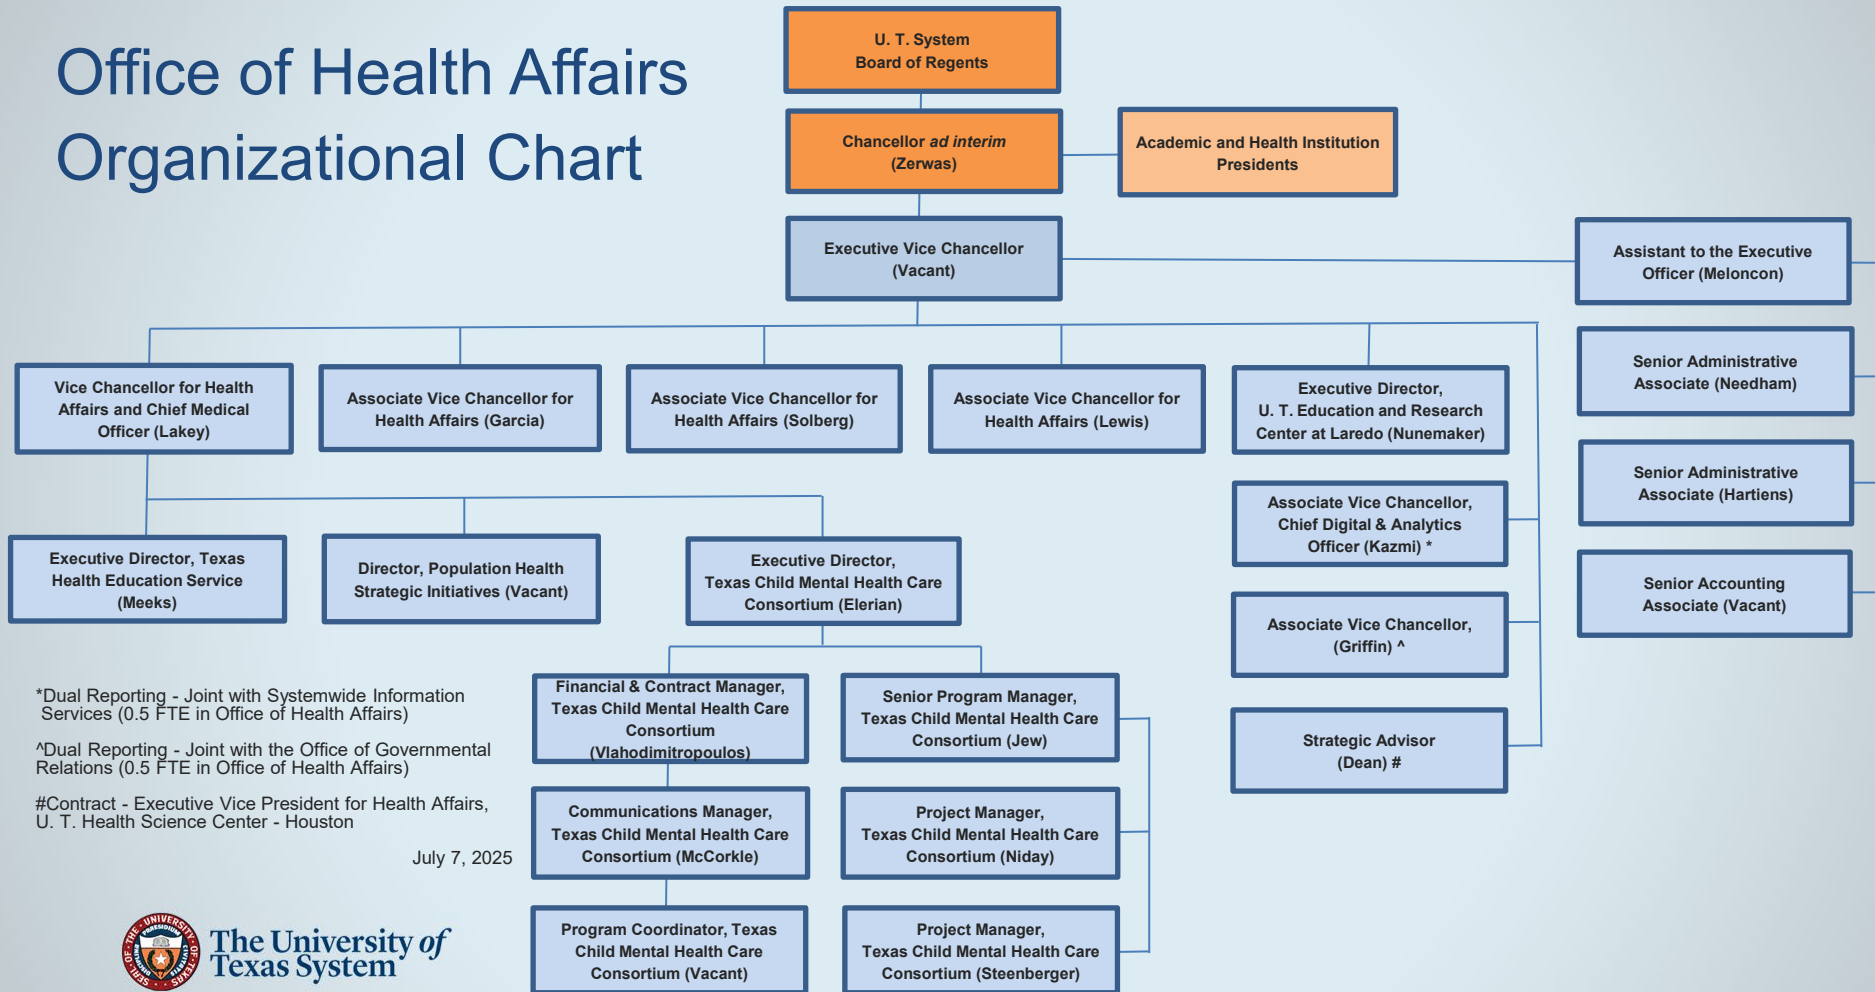 Office of Health Affairs
Organizational Chart
U. T. System
Board of Regents
Chancellor ad interim
(Zerwas)
Academic and Health Institution
Presidents
Executive Vice Chancellor
(Vacant)
Assistant to the Executive
Officer (Meloncon)
Senior Administrative
Associate (Needham)
Senior Administrative
Associate (Hartiens)
Senior Accounting
Associate (Vacant)
Vice Chancellor for Health
Affairs and Chief Medical
Officer (Lakey)
Associate Vice Chancellor for
Health Affairs (Garcia)
Associate Vice Chancellor for
Health Affairs (Solberg)
Associate Vice Chancellor for
Health Affairs (Lewis)
Executive Director,
U. T. Education and Research
Center at Laredo (Nunemaker)
Associate Vice Chancellor,
Chief Digital & Analytics
Officer (Kazmi) *
Associate Vice Chancellor,
(Griffin) ^
Strategic Advisor
(Dean) #
Executive Director, Texas
Health Education Service
(Meeks)
Director, Population Health
Strategic Initiatives (Vacant)
Executive Director,
Texas Child Mental Health Care
Consortium (Elerian)
Financial & Contract Manager,
Texas Child Mental Health Care
Consortium
(Vlahodimitropoulos)
Senior Program Manager,
Texas Child Mental Health Care
Consortium (Jew)
Communications Manager,
Texas Child Mental Health Care
Consortium (McCorkle)
Project Manager,
Texas Child Mental Health Care
Consortium (Niday)
Program Coordinator, Texas
Child Mental Health Care
Consortium (Vacant)
Project Manager,
Texas Child Mental Health Care
Consortium (Steenberger)
*Dual Reporting - Joint with Systemwide Information
Services (0.5 FTE in Office of Health Affairs)
^Dual Reporting - Joint with the Office of Governmental
Relations (0.5 FTE in Office of Health Affairs)
#Contract - Executive Vice President for Health Affairs,
U. T. Health Science Center - Houston
July 7, 2025
SEAL OF THE UNIVERSITY OF TEXAS
The University of
Texas System